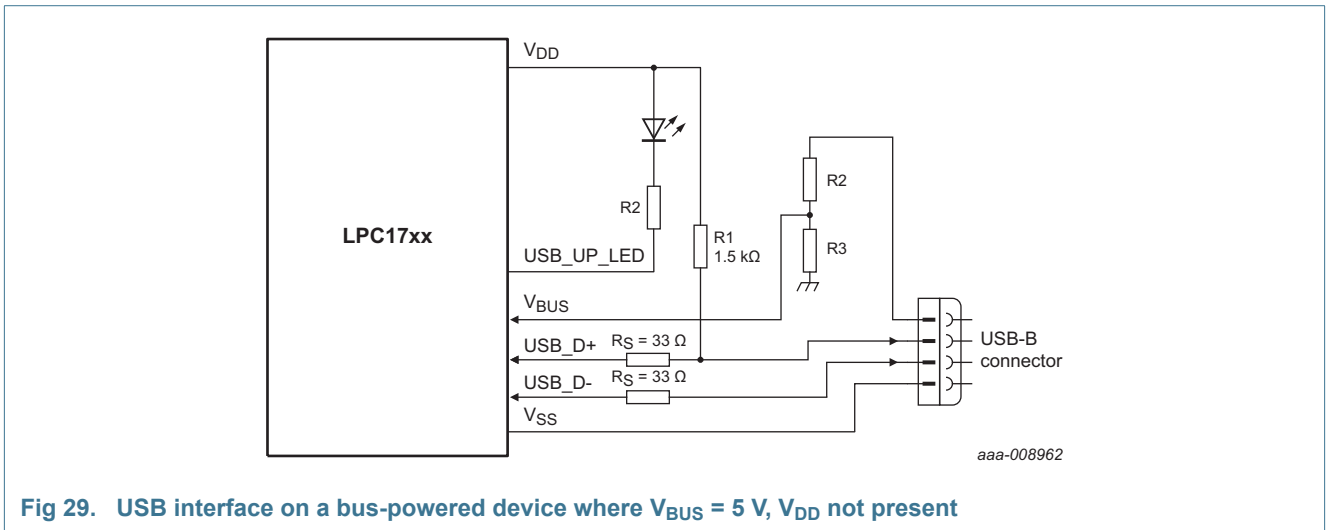 VDD
R2
R2
R1
1.5 kΩ
R3
LPC17xx
USB_UP_LED
VBUS
USB_D+
RS = 33 Ω
USB-B
connector
USB_D-
RS = 33 Ω
VSS
aaa-008962
Fig 29. USB interface on a bus-powered device where VBUS = 5 V, VDD not present